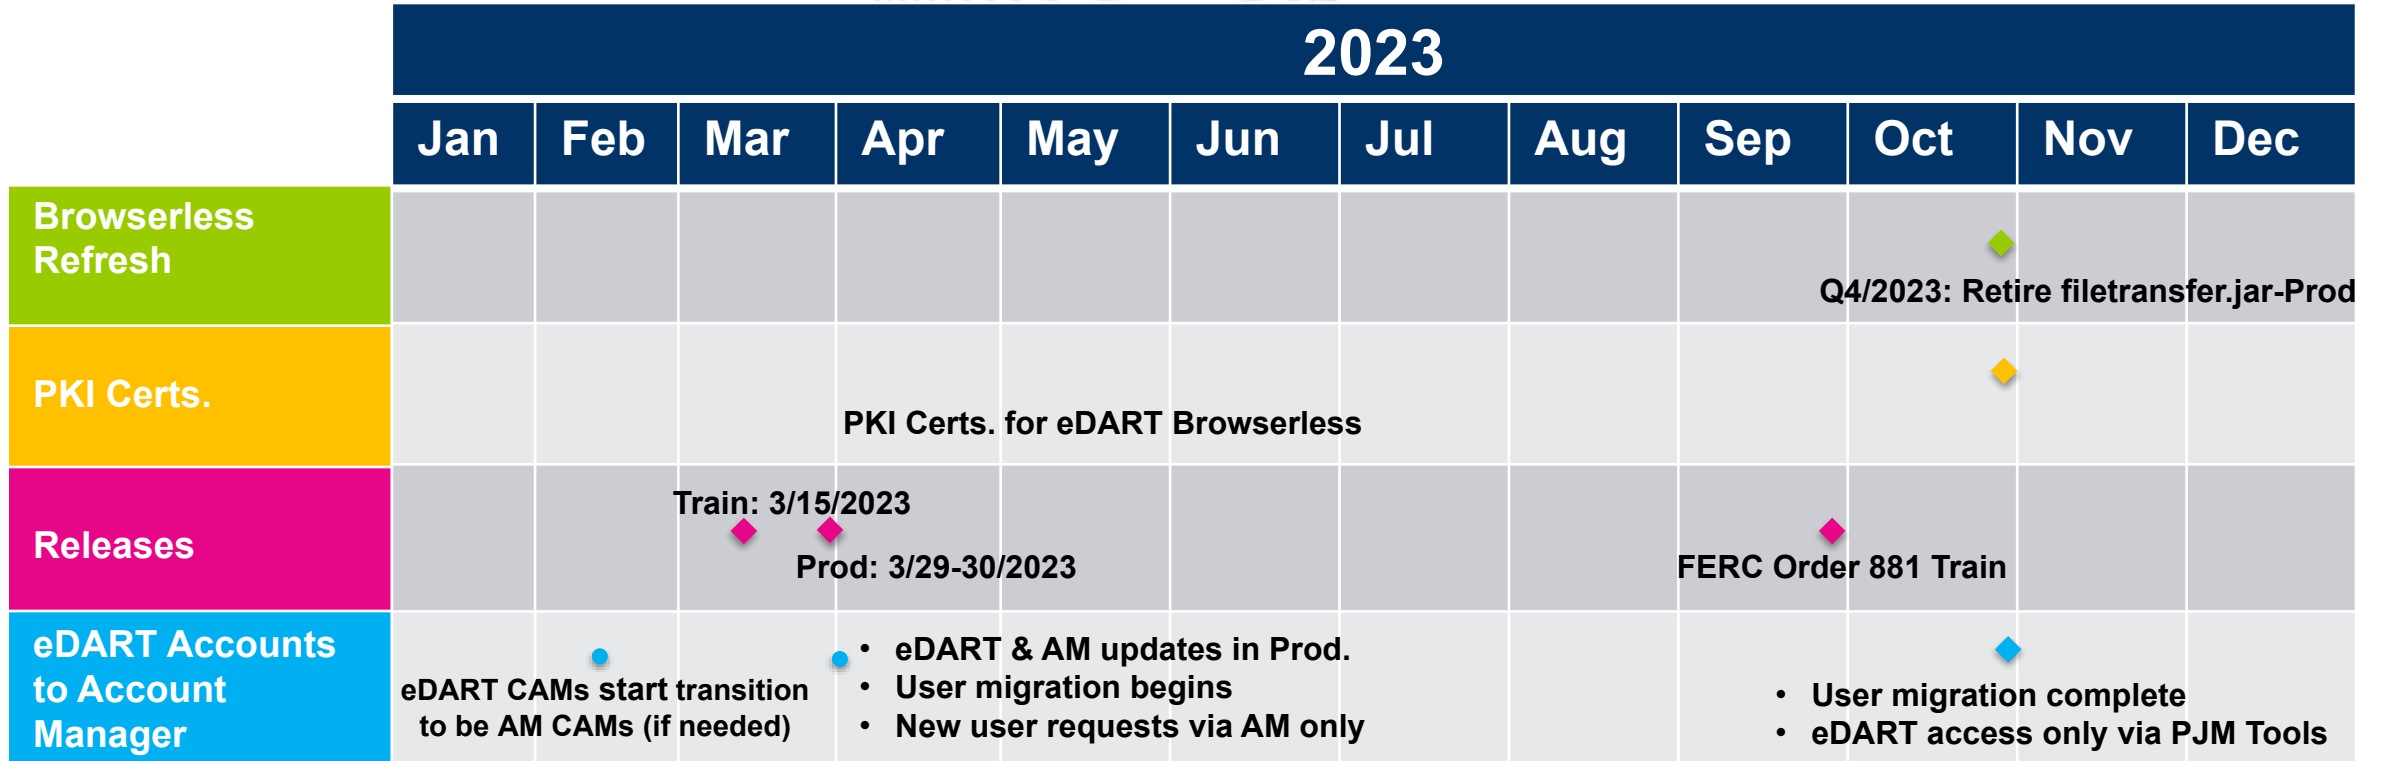 2023
Jan Feb Mar Apr May Jun Jul Aug Sep Oct Nov Dec
Browserless
Refresh
Q4/2023: Retire filetransfer.jar-Prod
PKI Certs.
PKI Certs. for eDART Browserless
Releases
Train: 3/15/2023
Prod: 3/29-30/2023
FERC Order 881 Train
eDART Accounts
to Account
Manager
eDART CAMs start transition
to be AM CAMs (if needed)
• eDART & AM updates in Prod.
• User migration begins
• New user requests via AM only
• User migration complete
• eDART access only via PJM Tools